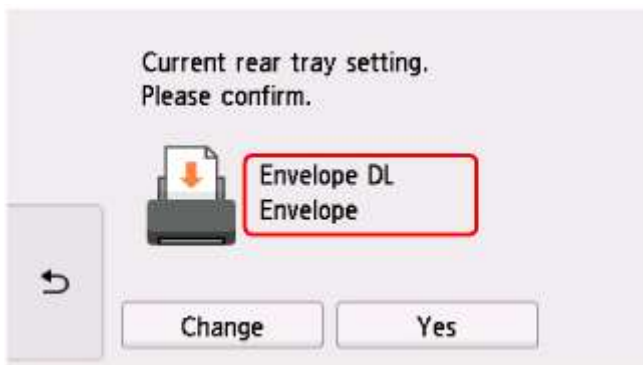 Current rear tray setting.
Please confirm.
Envelope DL
Envelope
Change
Yes